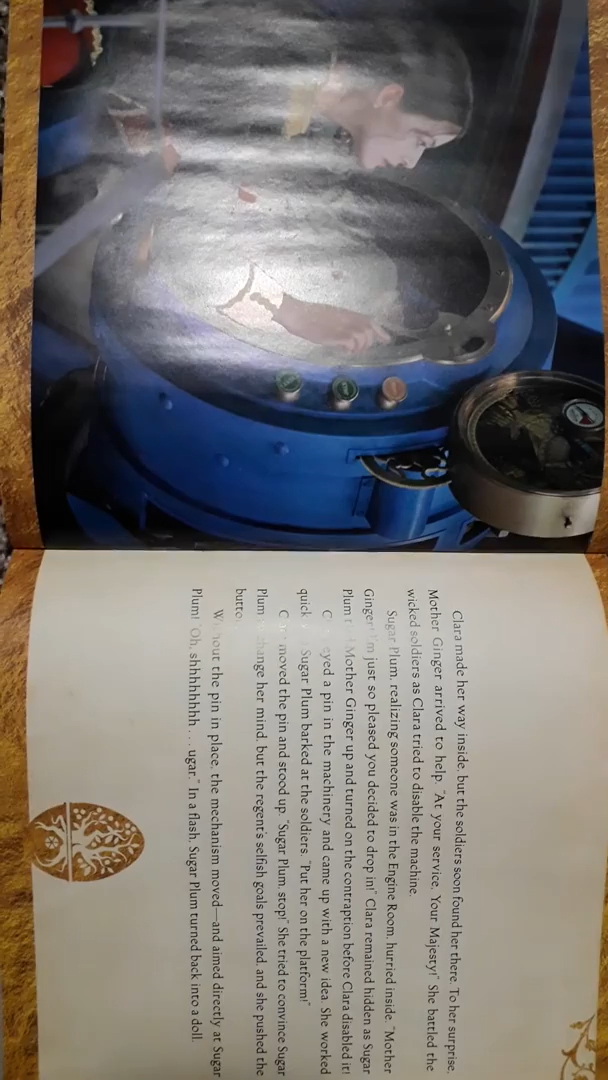 Clara made her way inside, but the soldiers soon found her there. To her surprise,
Mother Ginger arrived to help. "At your service, Your Majesty!" She battled the
wicked soldiers as Clara tried to disable the machine.
Sugar Plum, realizing someone was in the Engine Room, hurried inside. "Mother
Ginger! I'm just so pleased you decided to drop in!" Clara remained hidden as Sugar
Plum Mother Ginger up and turned on the contraption before Clara disabled it!
eyed a pin in the machinery and came up with a new idea. She worked
quick Sugar Plum barked at the soldiers. "Put her on the platform!"
moved the pin and stood up. "Sugar Plum, stop!" She tried to convince Sugar
Plum change her mind, but the regent's selfish goals prevailed, and she pushed the
butto
Without the pin in place, the mechanism moved—and aimed directly at Sugar
Plum! "Oh, shhhhhhhhh . . . ugar." In a flash, Sugar Plum turned back into a doll.